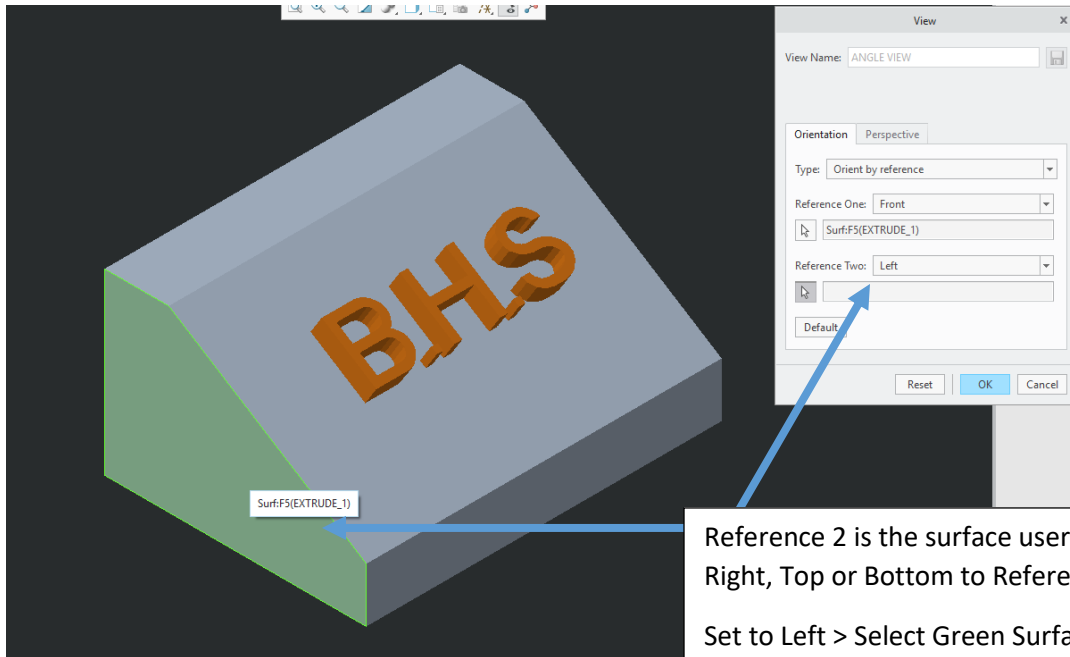 View
View Name: ANGLE VIEW
Orientation Perspective
Type: Orient by reference
Reference One: Front
Surf:F5(EXTRUDE_1)
Reference Two: Left
Default
Reset OK Cancel
BHS
Surf:F5(EXTRUDE_1)
Reference 2 is the surface user
Right, Top or Bottom to Refere
Set to Left > Select Green Surfa